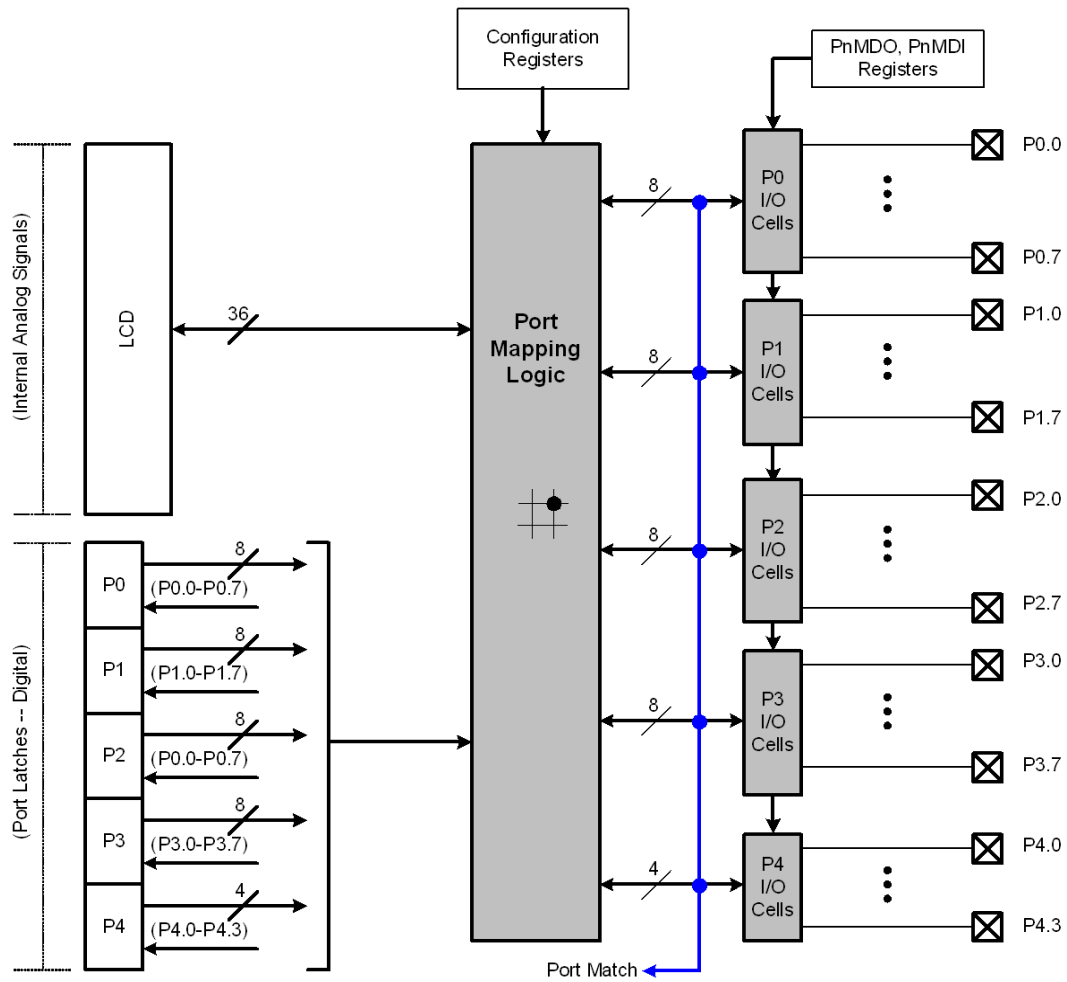 Configuration
Registers
PnMDO, PnMDI
Registers
(Internal Analog Signals)
LCD
36
Port
Mapping
Logic
8
P0
I/O
Cells
P0.0
P0.7
8
P1
I/O
Cells
P1.0
P1.7
8
P2
I/O
Cells
P2.0
P2.7
8
P3
I/O
Cells
P3.0
P3.7
4
P4
I/O
Cells
P4.0
P4.3
(Port Latches -- Digital)
P0
8
(P0.0-P0.7)
P1
8
(P1.0-P1.7)
P2
8
(P0.0-P0.7)
P3
8
(P3.0-P3.7)
P4
4
(P4.0-P4.3)
Port Match